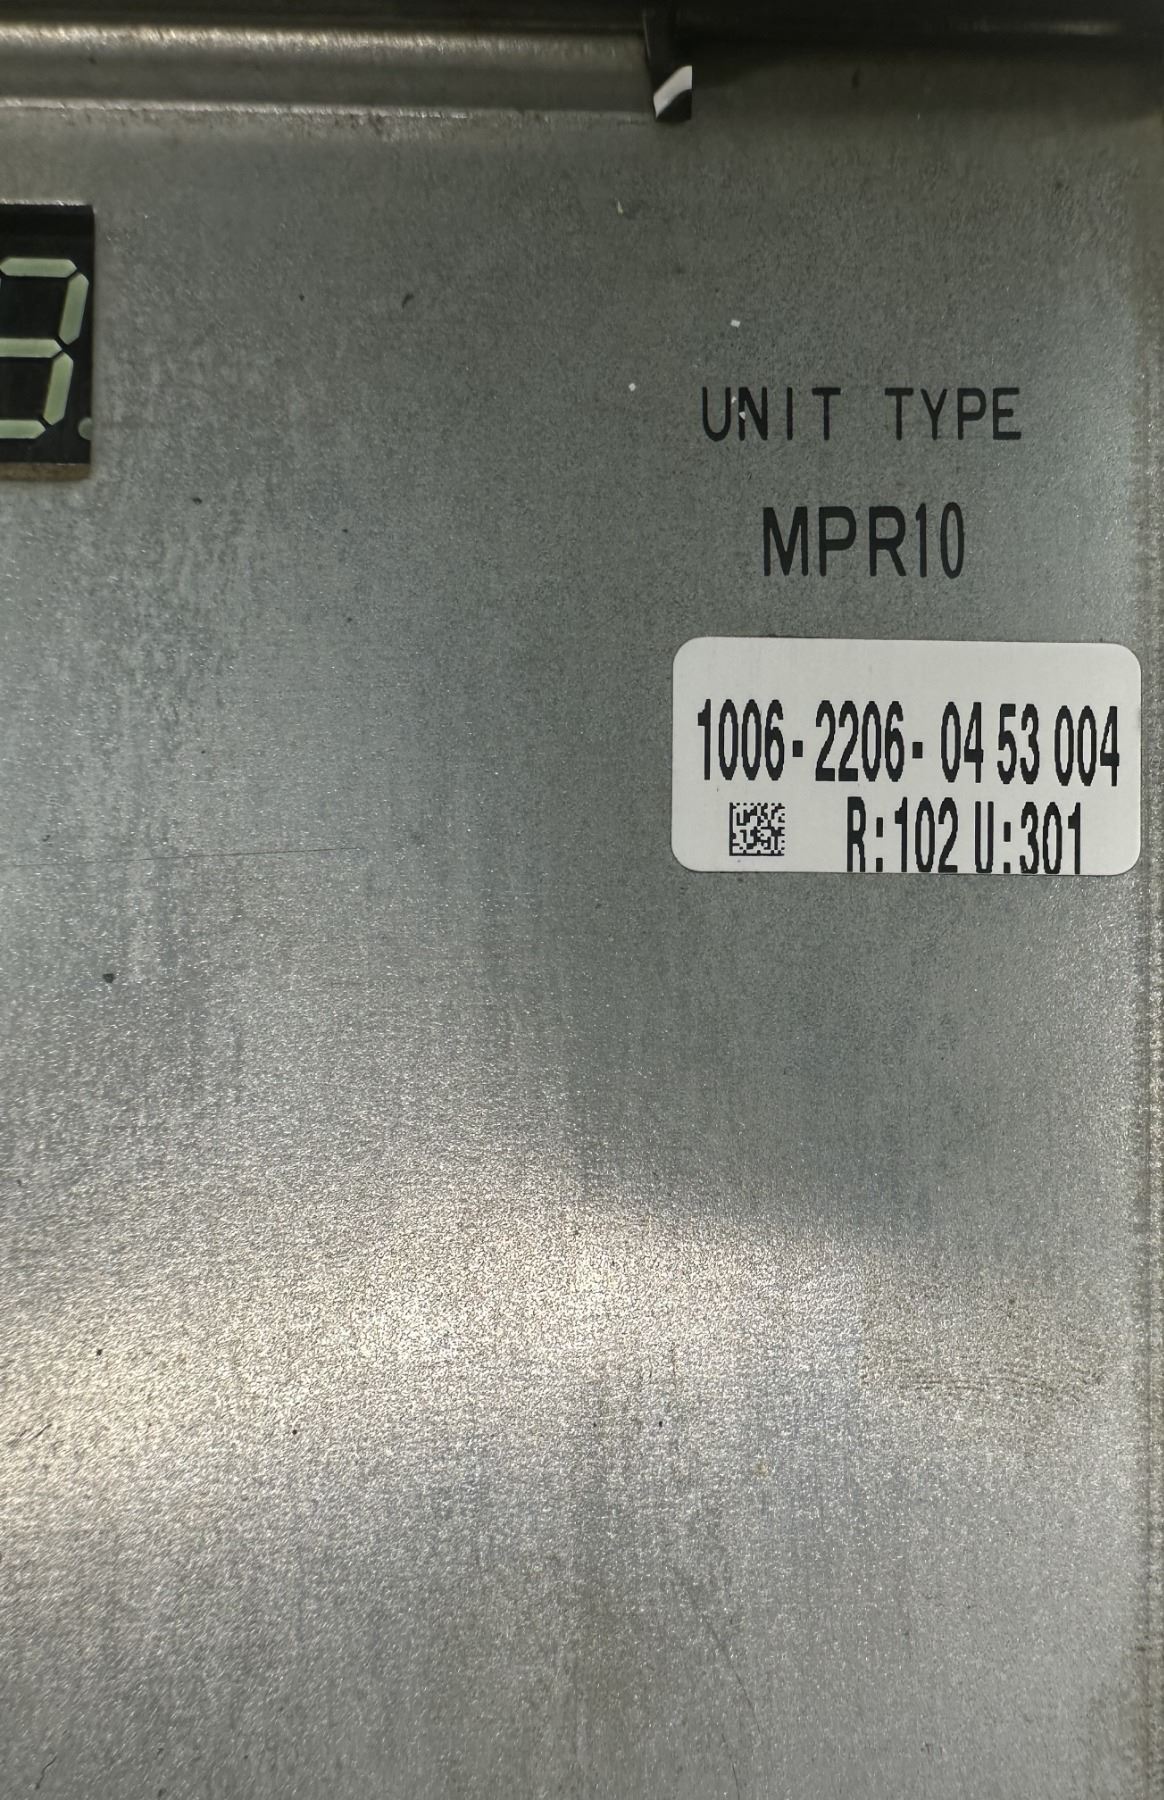 UNIT TYPE
MPR10
1006-2206-04 53 004
R:102 U:301